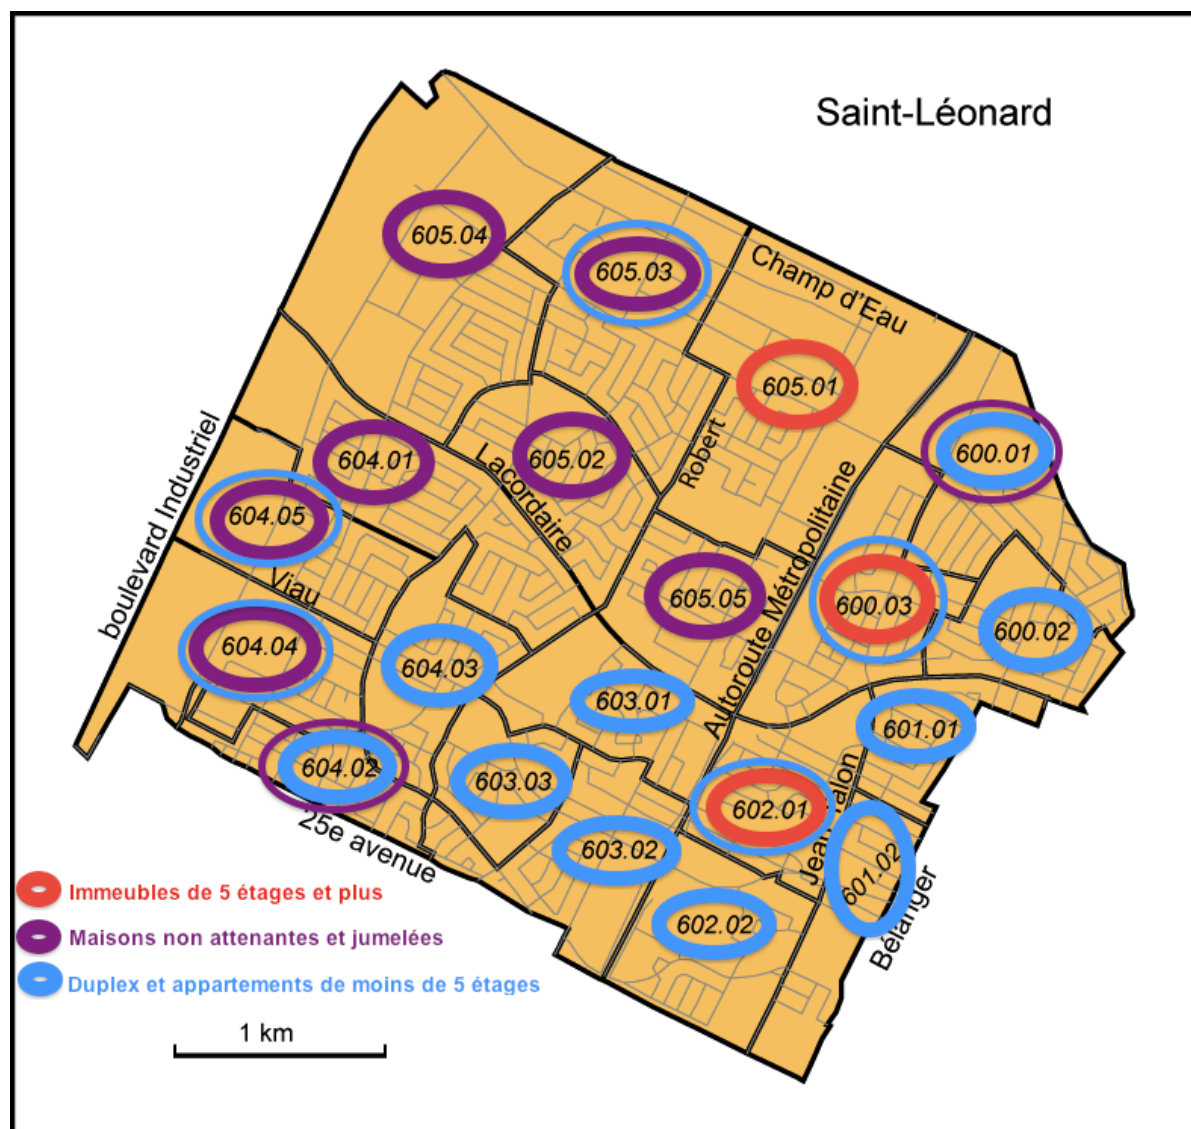 Saint-Léonard
605.04
605.03
Champ d'Eau
605.01
Robert
600.01
605.02
Lacordaire
604.01
604.05
boulevard Industriel
Viau
605.05
Autoroute Métropolitaine
600.03
600.02
604.04
604.03
603.01
601.01
604.02
603.03
602.01
Jean Talon
603.02
601.02
602.02
Bélanger
25e avenue
Immeubles de 5 étages et plus
Maisons non attenantes et jumelées
Duplex et appartements de moins de 5 étages
1 km